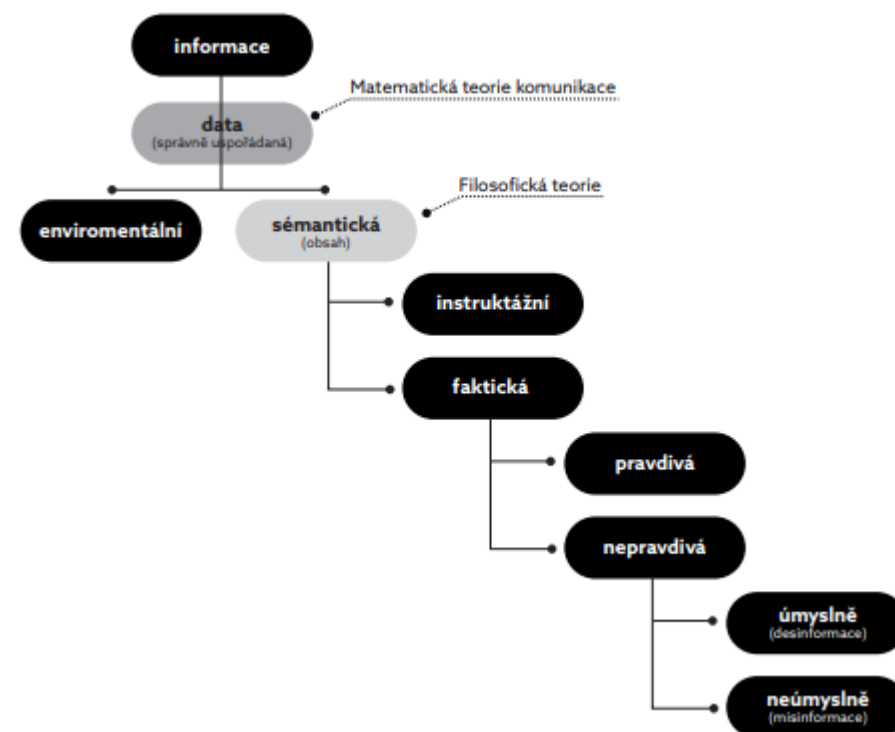 informace
Matematická teorie komunikace
data
(správně uspořádaná)
Filosofická teorie
enviromentální
sémantická
(obsah)
instruktážní
faktická
pravdivá
nepravdivá
úmyslně
(desinformace)
neúmyslně
(misinformace)